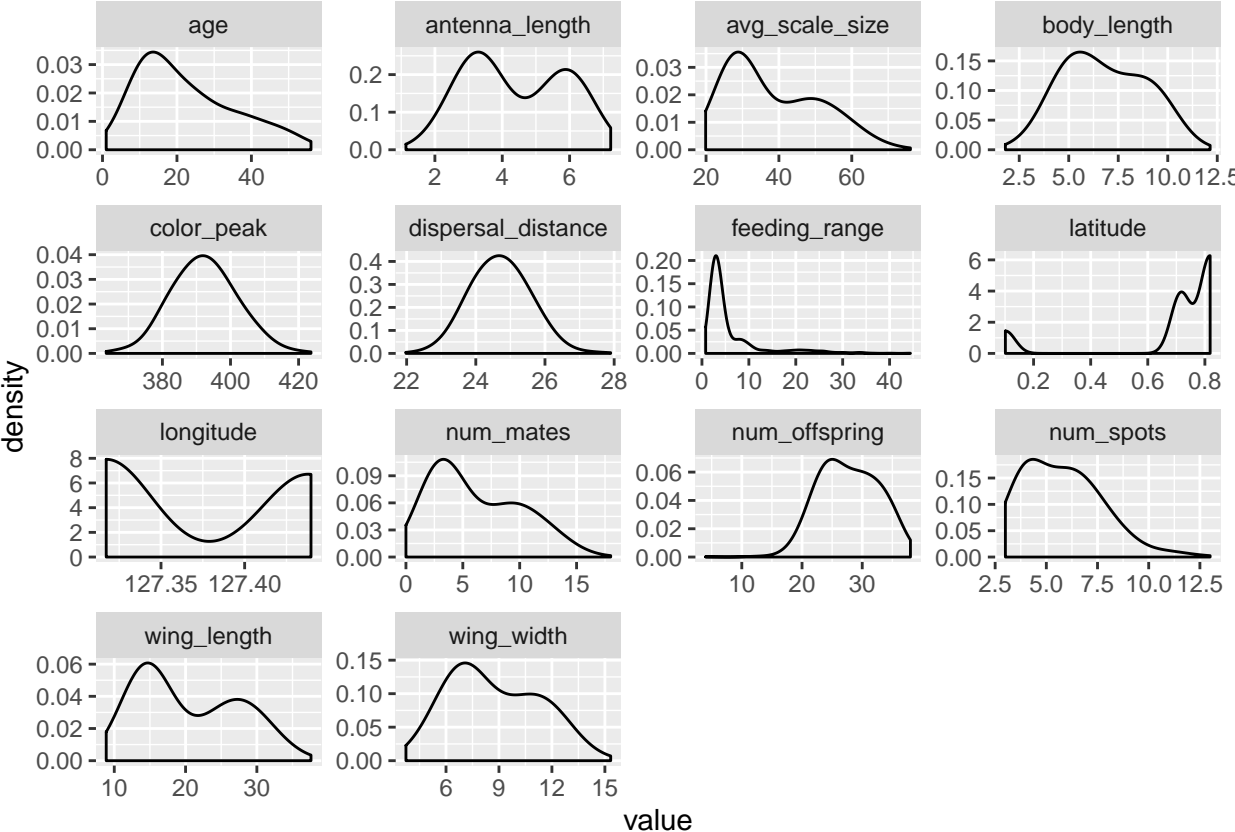 age antenna_length avg_scale_size body_length
0.03 0.2 0.03 0.15
0.02 0.1 0.02 0.10
0.01 0.0 0.01 0.05
0.00 0.00 0.00
0 20 40 2 4 6 20 40 60 2.5 5.0 7.5 10.0 12.5
color_peak dispersal_distance feeding_range latitude
0.04 0.4 0.20 6
0.03 0.3 0.15 4
0.02 0.2 0.10 2
0.01 0.1 0.05 0
0.00 0.0 0.00
380 400 420 22 24 26 28 0 10 20 30 40 0.2 0.4 0.6 0.8
density
longitude num_mates num_offspring num_spots
8 0.09 0.06 0.15
6 0.06 0.04 0.10
4 0.03 0.02 0.05
2 0.00 0.00 0.00
0
127.35 127.40 0 5 10 15 10 20 30 2.5 5.0 7.5 10.0 12.5
wing_length wing_width
0.06 0.15
0.04 0.10
0.02 0.05
0.00 0.00
10 20 30 6 9 12 15
value